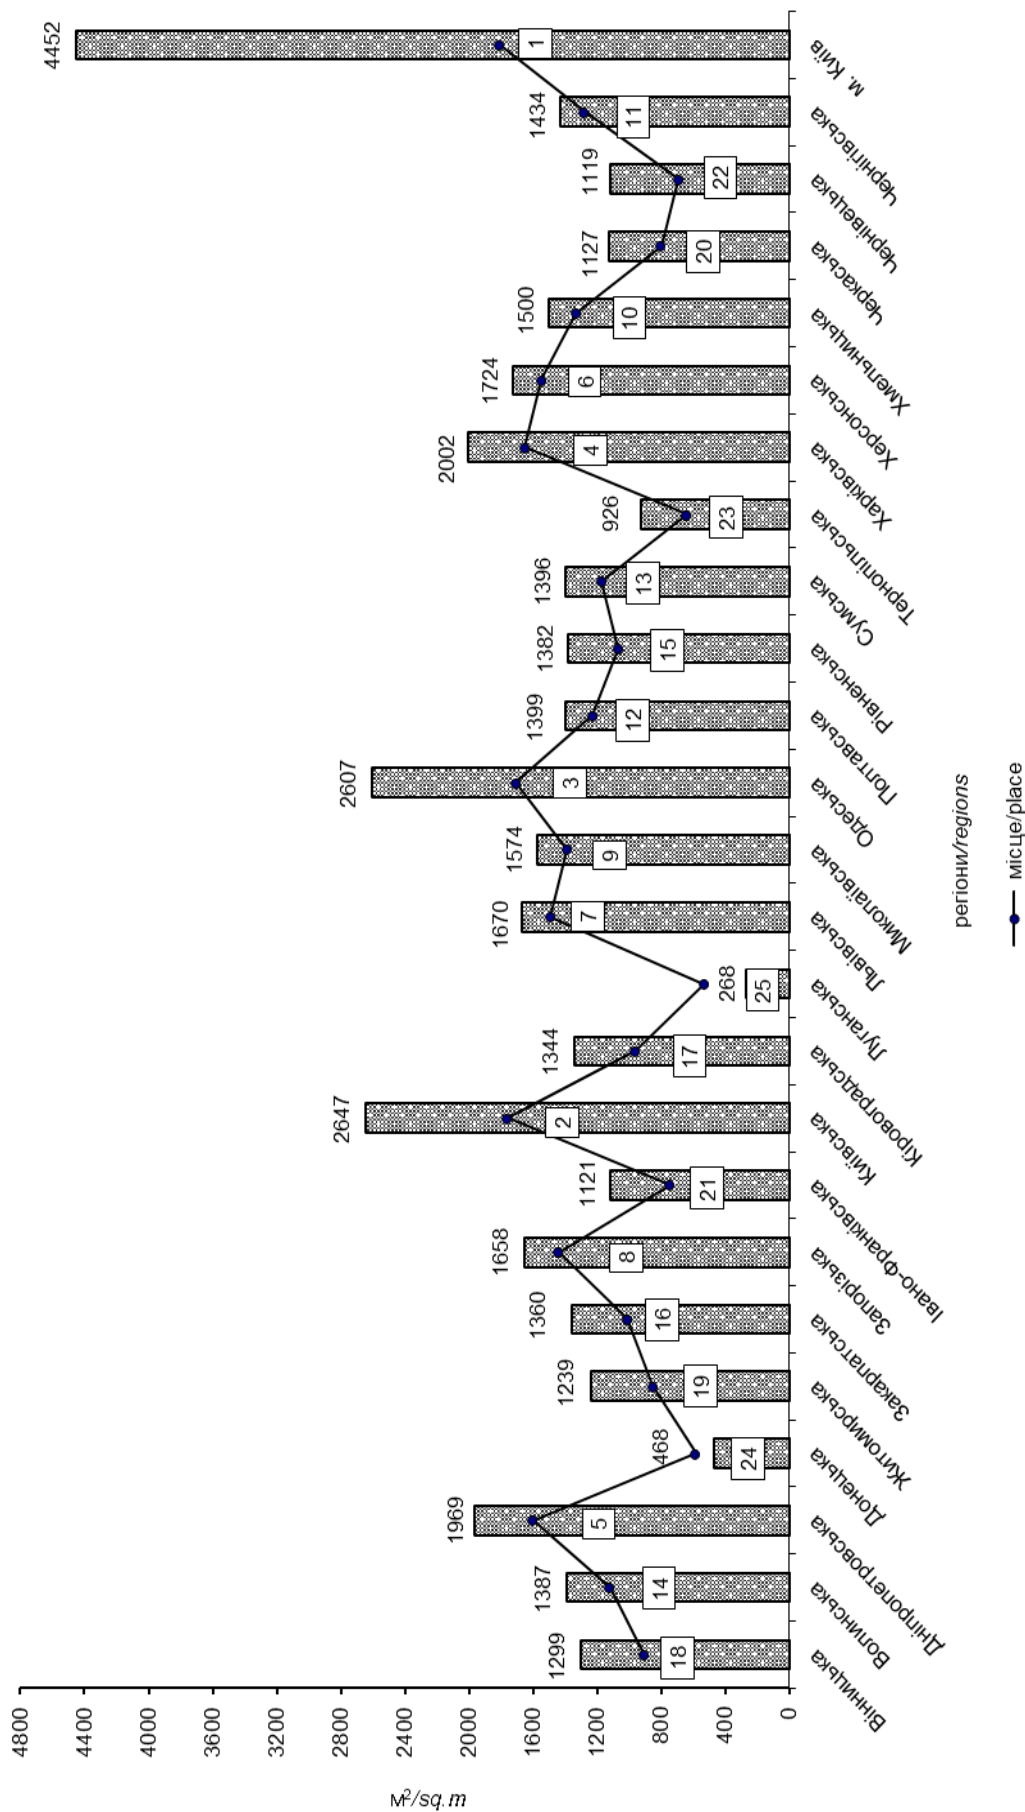 м²/sq.m
4800
4400
4000
3600
3200
2800
2400
2000
1600
1200
800
400
0
1299
1387
1969
468
1239
1360
1658
1121
2647
1344
268
1670
1574
2607
1399
1382
1396
926
2002
1724
1500
1127
1119
1434
4452
18
14
5
24
19
16
8
21
2
17
25
7
9
3
12
15
13
23
4
6
10
20
22
11
1
Вінницька
Волинська
Дніпропетровська
Донецька
Житомирська
Закарпатська
Запорізька
Івано-Франківська
Київська
Кіровоградська
Луганська
Львівська
Миколаївська
Одеська
Полтавська
Рівненська
Сумська
Тернопільська
Харківська
Херсонська
Хмельницька
Черкаська
Чернівецька
Чернігівська
м. Київ
регіони/regions
місце/place